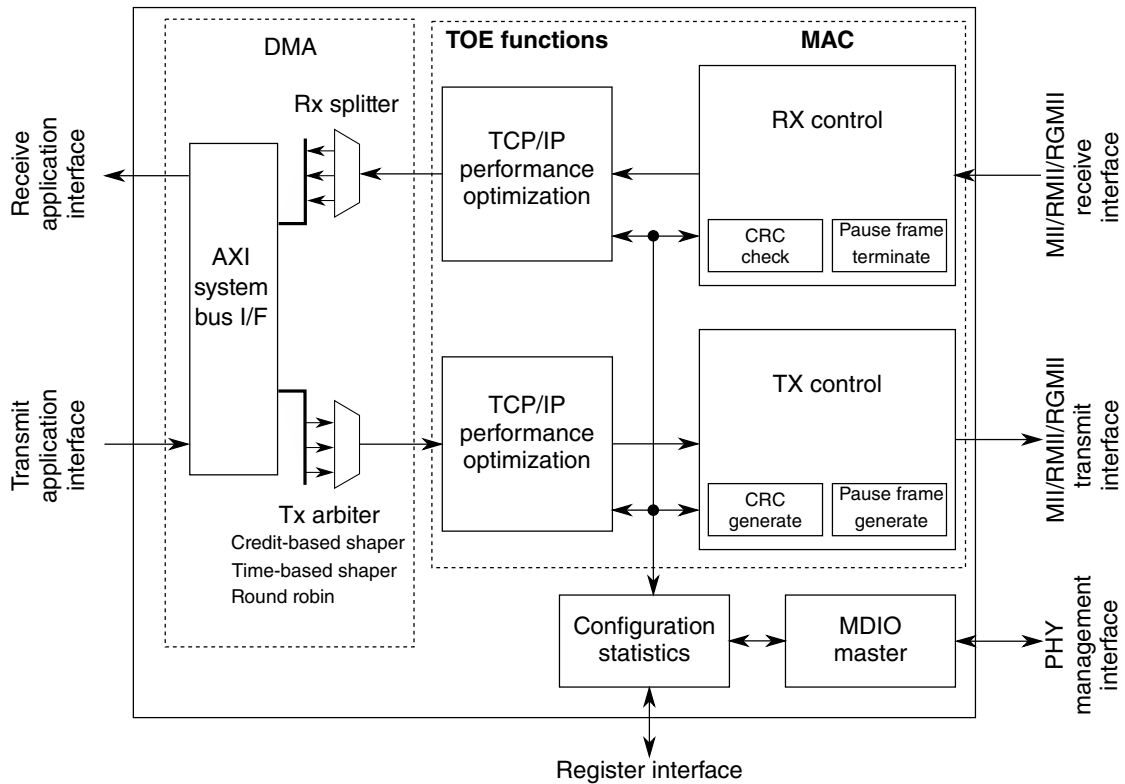 DMA
TOE functions
MAC
Rx splitter
AXI
system
bus I/F
TCP/IP
performance
optimization
RX control
CRC
check
Pause frame
terminate
Receive
application
interface
MII/RMII/RGMII
receive
interface
Transmit
application
interface
Tx arbiter
Credit-based shaper
Time-based shaper
Round robin
TCP/IP
performance
optimization
TX control
CRC
generate
Pause frame
generate
MII/RMII/RGMII
transmit
interface
Configuration
statistics
MDIO
master
PHY
management
interface
Register interface